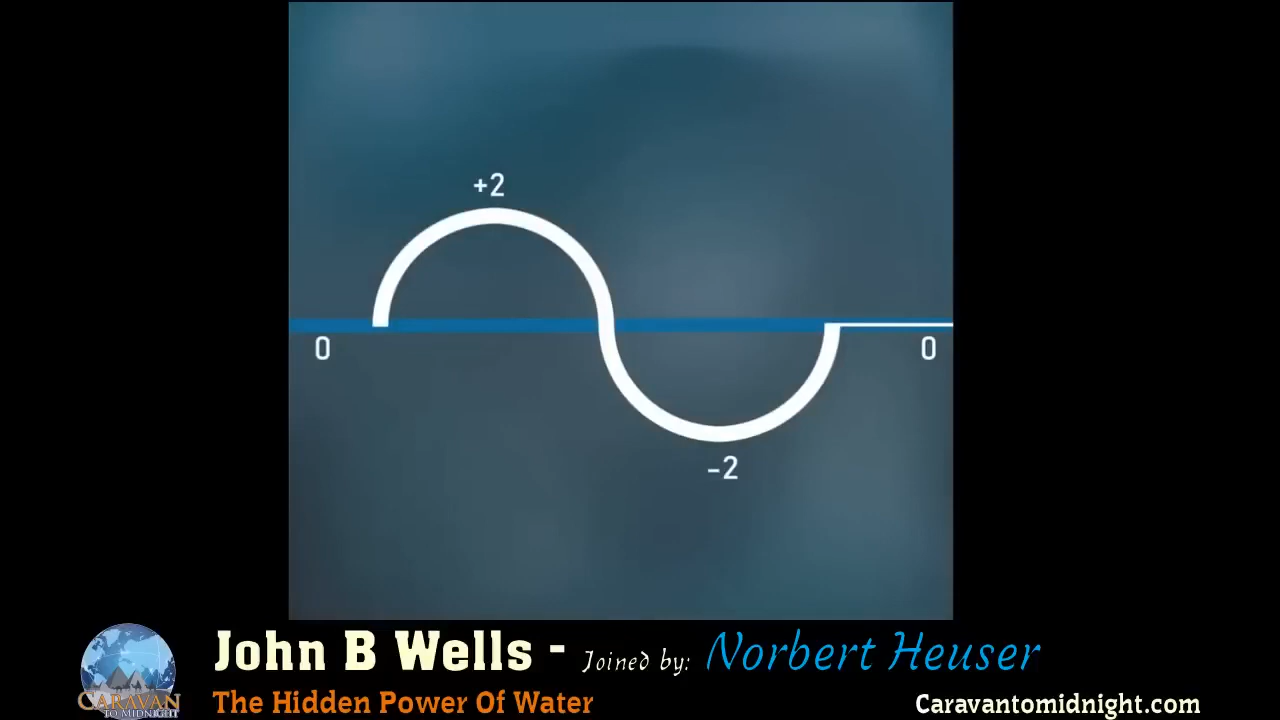 +2
0
0
-2
John B Wells - Joined by: Norbert Heuser
CARAVAN
TO MIDNIGHT
The Hidden Power Of Water
Caravantomidnight.com